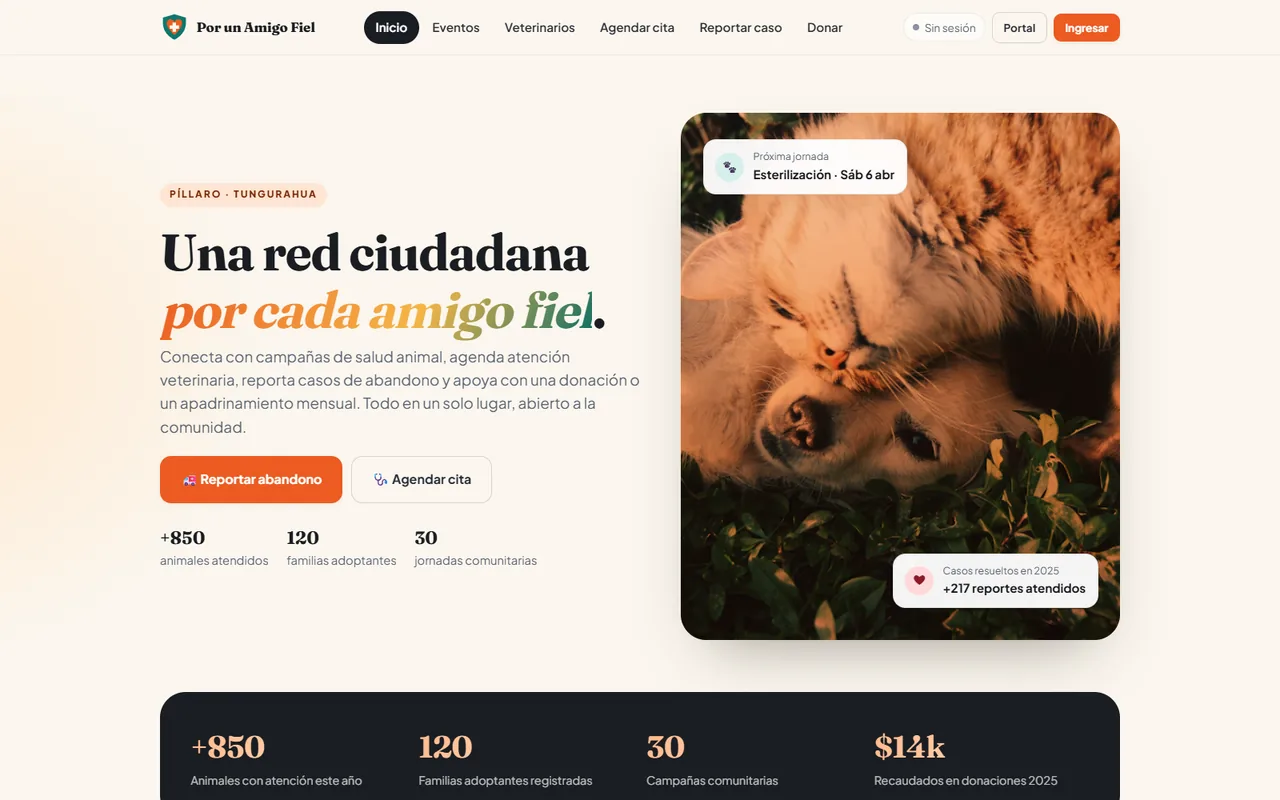 Por un Amigo Fiel
Inicio
Eventos
Veterinarios
Agendar cita
Reportar caso
Donar
Sin sesión
Portal
Ingresar
PÍLLARO · TUNGURAHUA
Una red ciudadana
por cada amigo fiel.
Conecta con campañas de salud animal, agenda atención
veterinaria, reporta casos de abandono y apoya con una donación o
un apadrinamiento mensual. Todo en un solo lugar, abierto a la
comunidad.
Reportar abandono
Agendar cita
+850
animales atendidos
120
familias adoptantes
30
jornadas comunitarias
Próxima jornada
Esterilización · Sáb 6 abr
Casos resueltos en 2025
+217 reportes atendidos
+850
Animales con atención este año
120
Familias adoptantes registradas
30
Campañas comunitarias
$14k
Recaudados en donaciones 2025